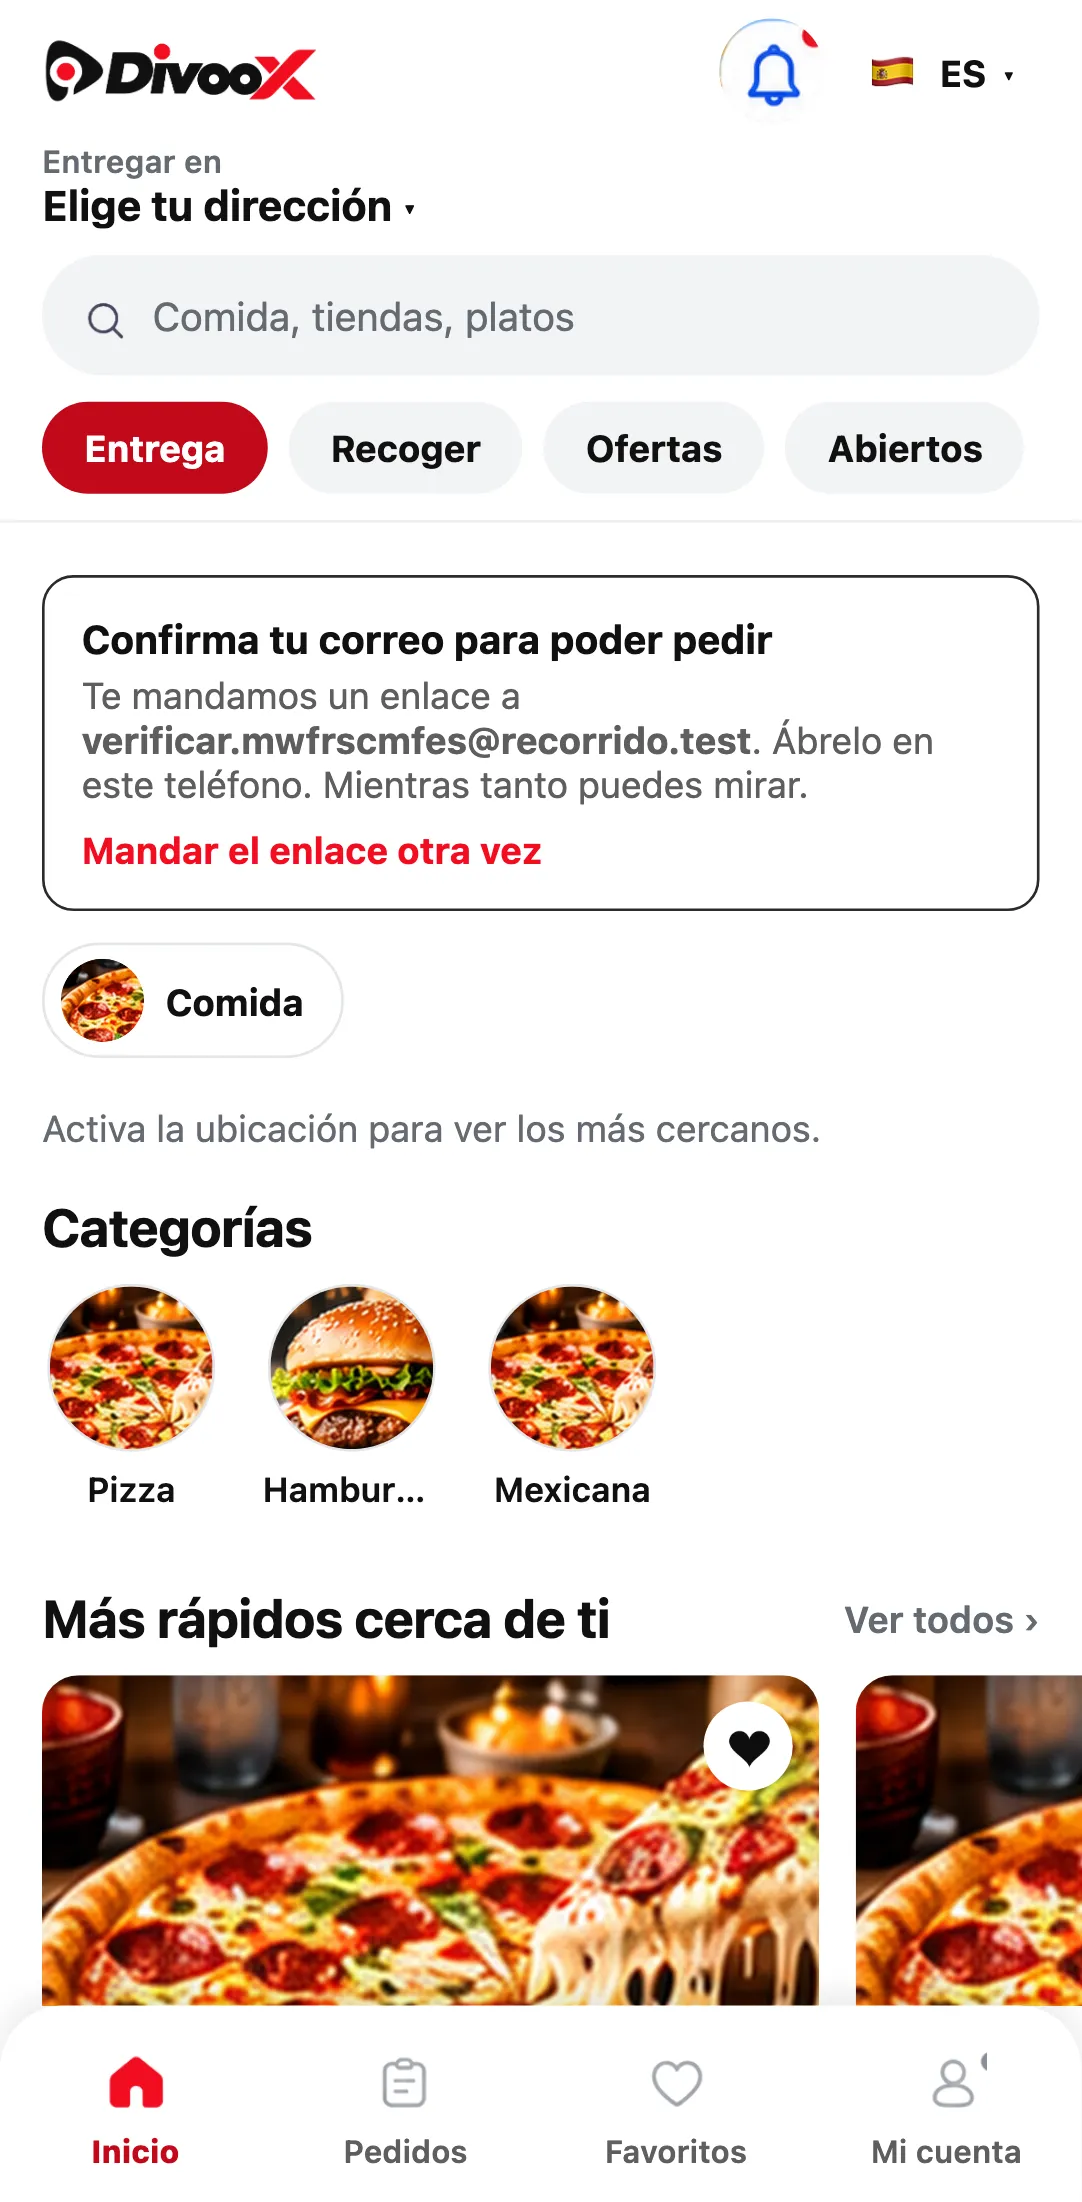 DivooX
ES
Entregar en
Elige tu dirección
Comida, tiendas, platos
Entrega
Recoger
Ofertas
Abiertos
Confirma tu correo para poder pedir
Te mandamos un enlace a
verificar.mwfrscmfes@recorrido.test. Ábrelo en
este teléfono. Mientras tanto puedes mirar.
Mandar el enlace otra vez
Comida
Activa la ubicación para ver los más cercanos.
Categorías
Pizza
Hambur...
Mexicana
Más rápidos cerca de ti
Ver todos ›
Inicio
Pedidos
Favoritos
Mi cuenta